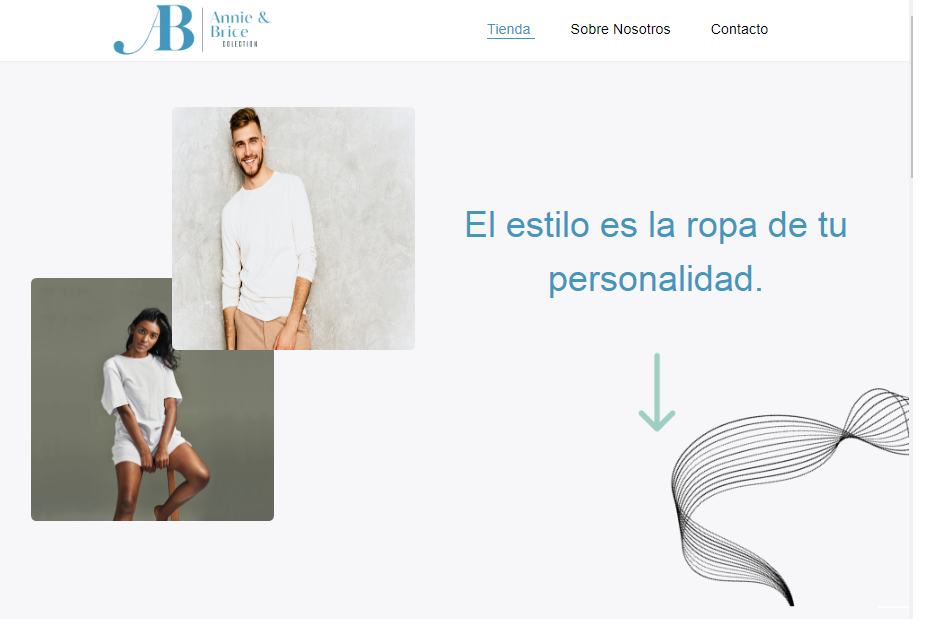 AB
Annie &
Brice
COLECTION
Tienda
Sobre Nosotros
Contacto
El estilo es la ropa de tu
personalidad.